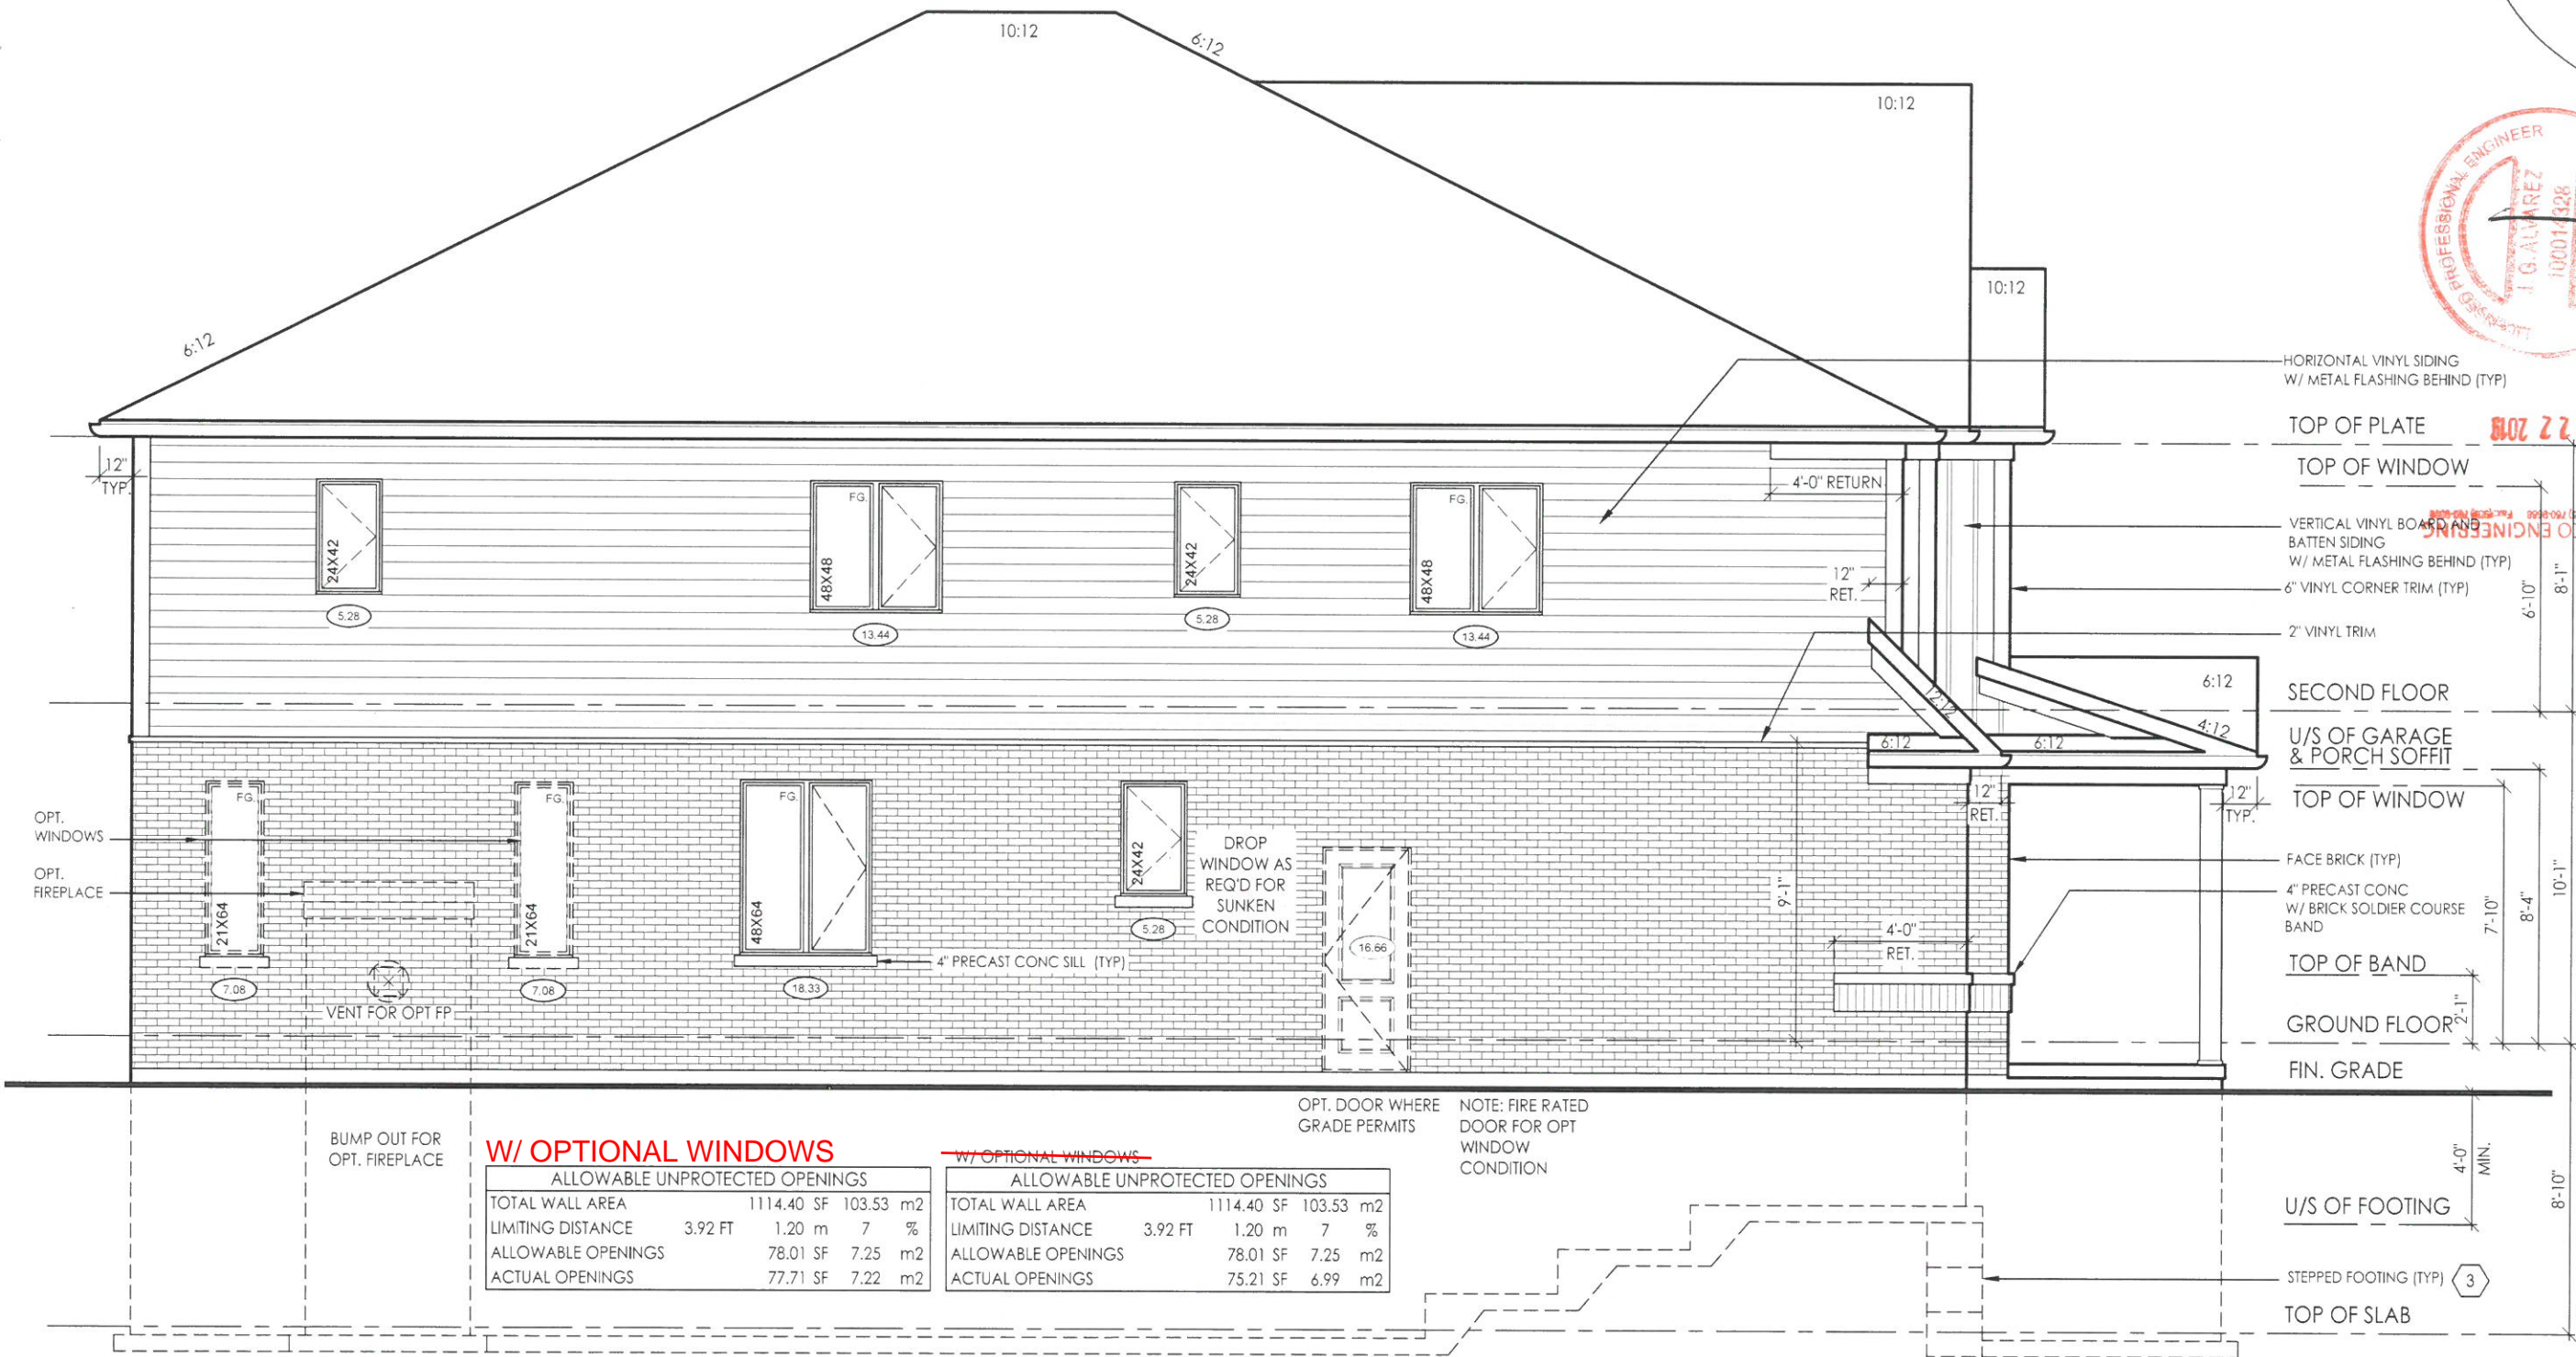 10:12
6:12
10:12
10:12
6:12
LICENSED PROFESSIONAL ENGINEER
J. G. ALVAREZ
100014328
HORIZONTAL VINYL SIDING
W/ METAL FLASHING BEHIND (TYP)
TOP OF PLATE
22 2018
TOP OF WINDOW
VERTICAL VINYL BOARD AND
BATTEN SIDING
W/ METAL FLASHING BEHIND (TYP)
O ENGINEERING
6" VINYL CORNER TRIM (TYP)
2" VINYL TRIM
6'-10"
8'-1"
12"
TYP.
24X42
5.28
FG.
48X48
13.44
24X42
5.28
FG.
48X48
13.44
4'-0" RETURN
12"
RET.
12:12
6:12
4:12
6:12
6:12
SECOND FLOOR
U/S OF GARAGE
& PORCH SOFFIT
TOP OF WINDOW
OPT.
WINDOWS
OPT.
FIREPLACE
FG.
21X64
7.08
VENT FOR OPT FP
FG.
21X64
7.08
FG.
48X64
18.33
4" PRECAST CONC SILL (TYP)
24X42
5.28
DROP
WINDOW AS
REQ'D FOR
SUNKEN
CONDITION
16.66
9'-1"
4'-0"
RET.
12"
RET.
12"
TYP.
FACE BRICK (TYP)
4" PRECAST CONC
W/ BRICK SOLDIER COURSE
BAND
TOP OF BAND
GROUND FLOOR
2'-1"
7'-10"
8'-4"
10'-1"
FIN. GRADE
BUMP OUT FOR
OPT. FIREPLACE
OPT. DOOR WHERE
GRADE PERMITS
NOTE: FIRE RATED
DOOR FOR OPT
WINDOW
CONDITION
W/ OPTIONAL WINDOWS
ALLOWABLE UNPROTECTED OPENINGS
TOTAL WALL AREA 1114.40 SF 103.53 m2
LIMITING DISTANCE 3.92 FT 1.20 m 7 %
ALLOWABLE OPENINGS 78.01 SF 7.25 m2
ACTUAL OPENINGS 77.71 SF 7.22 m2
W/ OPTIONAL WINDOWS
ALLOWABLE UNPROTECTED OPENINGS
TOTAL WALL AREA 1114.40 SF 103.53 m2
LIMITING DISTANCE 3.92 FT 1.20 m 7 %
ALLOWABLE OPENINGS 78.01 SF 7.25 m2
ACTUAL OPENINGS 75.21 SF 6.99 m2
4'-0"
MIN.
8'-10"
U/S OF FOOTING
STEPPED FOOTING (TYP) 3
TOP OF SLAB